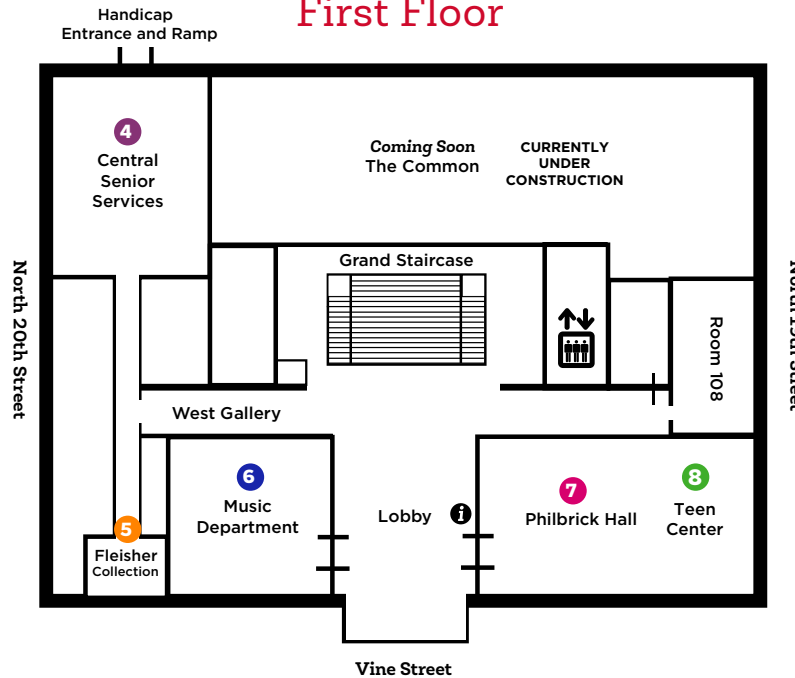 First Floor
Handicap
Entrance and Ramp
4
Central
Senior
Services
Coming Soon
The Common
CURRENTLY
UNDER
CONSTRUCTION
Grand Staircase
North 20th Street
Room 108
West Gallery
6
Music
Department
Lobby
i
7
Philbrick Hall
8
Teen
Center
5
Fleisher
Collection
Vine Street